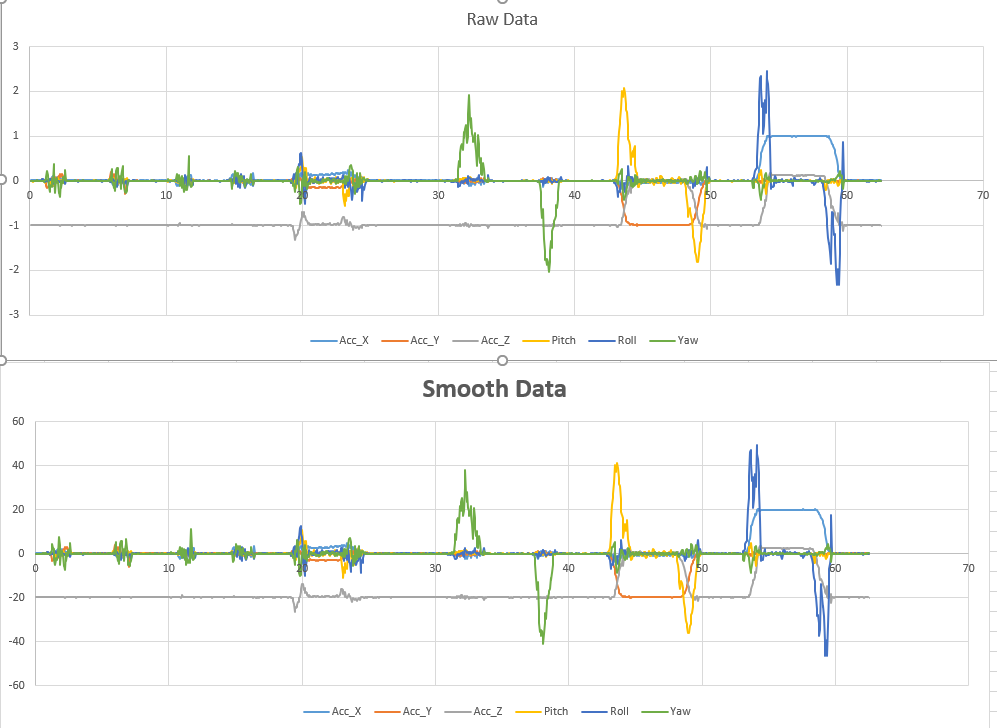 Raw Data
3
2
1
0
-1
-2
-3
0 10 20 30 40 50 60 70
Acc_X Acc_Y Acc_Z Pitch Roll Yaw
Smooth Data
60
40
20
0
-20
-40
-60
0 10 20 30 40 50 60 70
Acc_X Acc_Y Acc_Z Pitch Roll Yaw